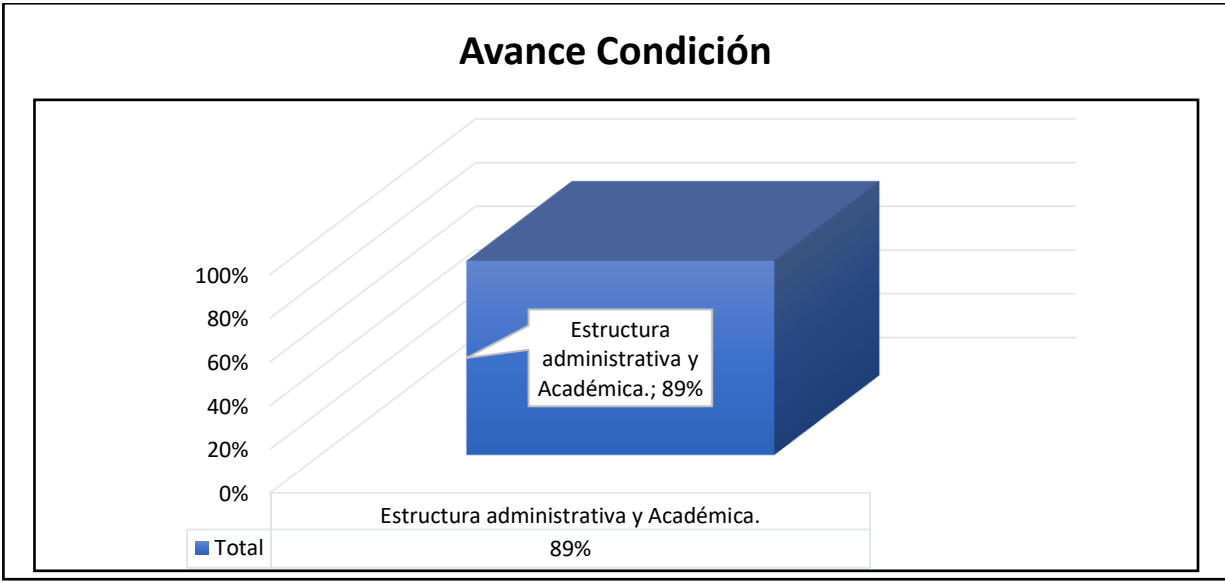 Avance Condición
100%
80%
60%
40%
20%
0%
Estructura
administrativa y
Académica.; 89%
Estructura administrativa y Académica.
Total
89%